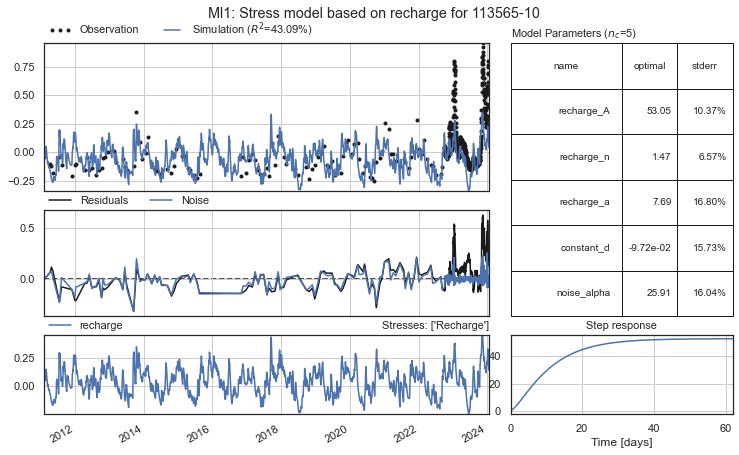 Ml1: Stress model based on recharge for 113565-10
Observation Simulation (R²=43.09%)
0.75
0.50
0.25
0.00
−0.25
Residuals Noise
0.5
0.0
recharge Stresses: ['Recharge']
0.25
0.00
2012 2014 2016 2018 2020 2022 2024
Model Parameters (nc=5)
name optimal stderr
recharge_A 53.05 10.37%
recharge_n 1.47 6.57%
recharge_a 7.69 16.80%
constant_d -9.72e-02 15.73%
noise_alpha 25.91 16.04%
Step response
40
20
0
0 20 40 60
Time [days]